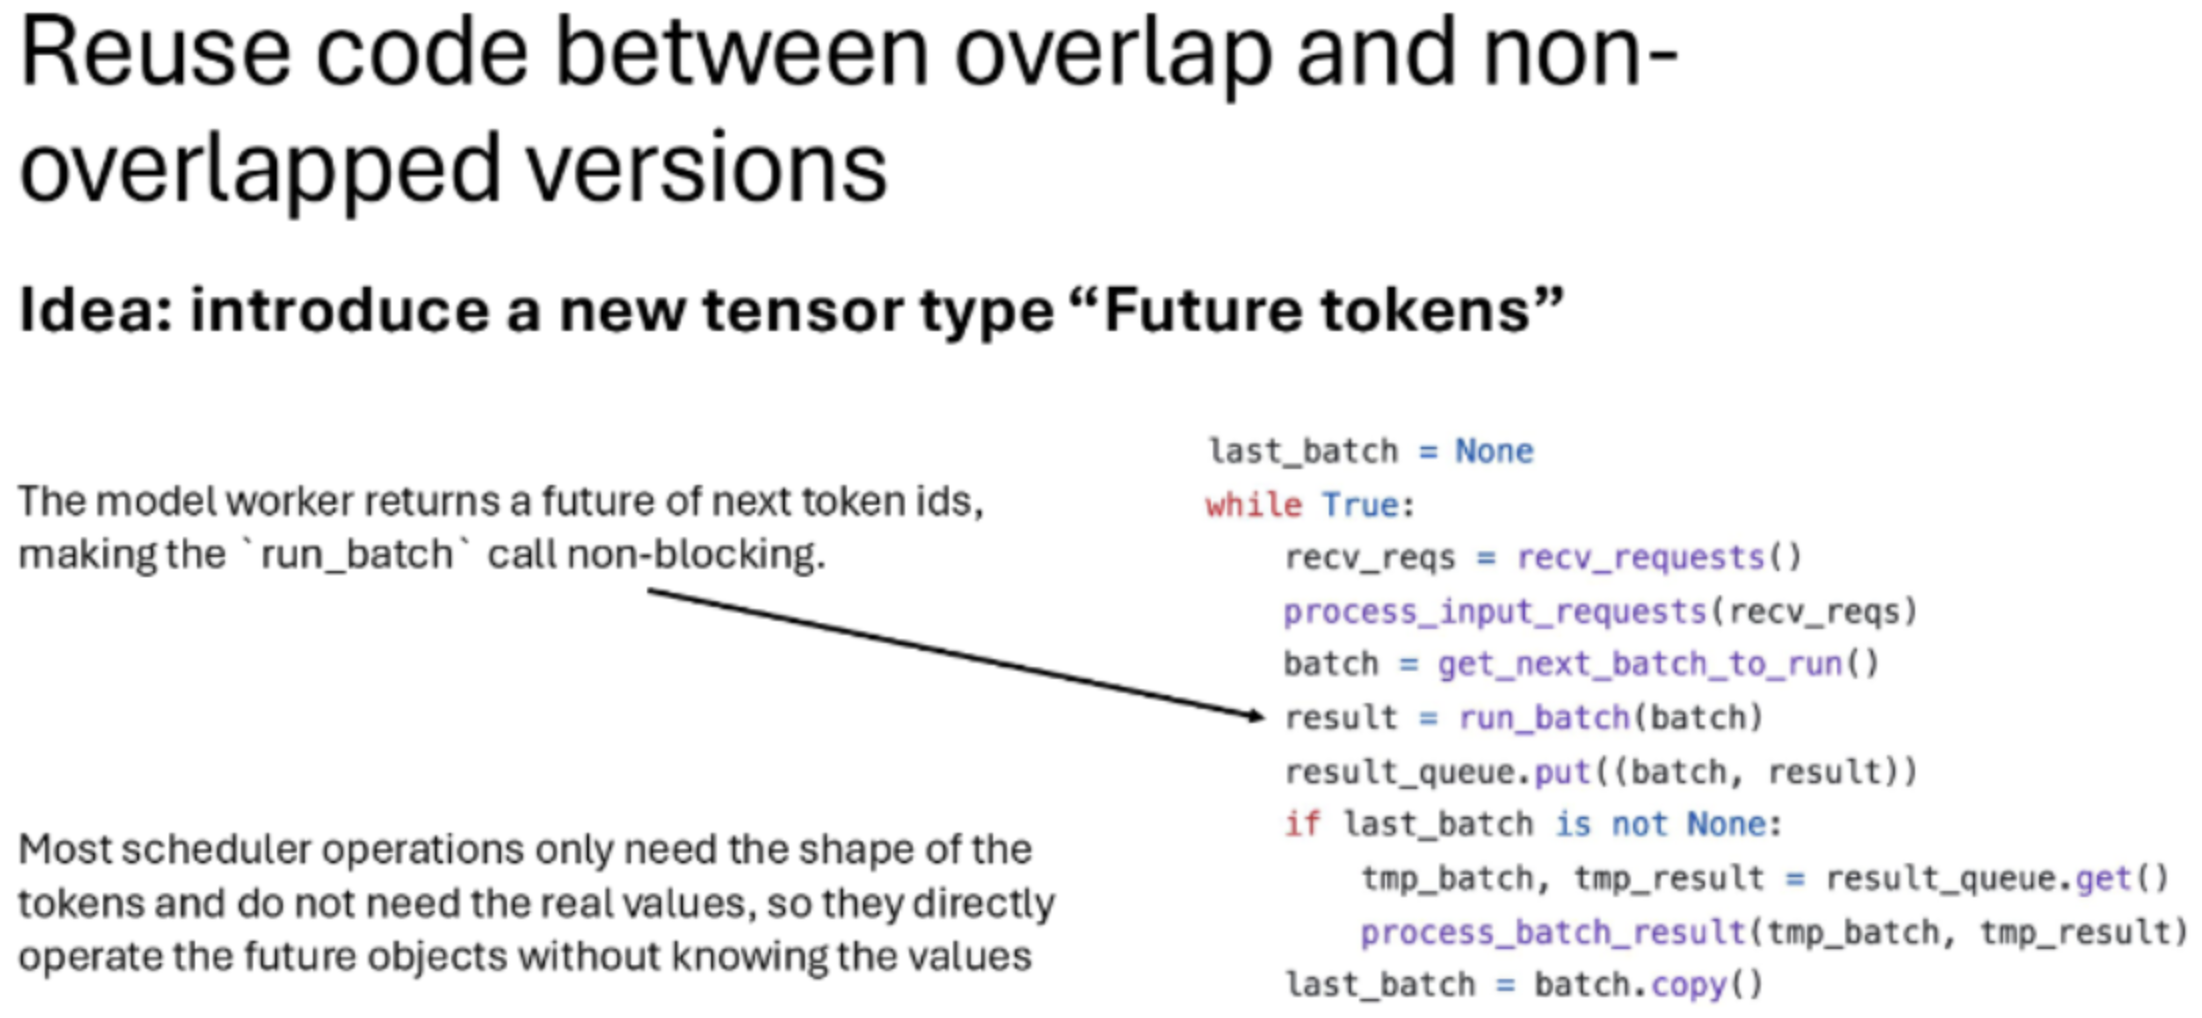 Reuse code between overlap and non-
overlapped versions
Idea: introduce a new tensor type “Future tokens”
The model worker returns a future of next token ids,
making the `run_batch` call non-blocking.
Most scheduler operations only need the shape of the
tokens and do not need the real values, so they directly
operate the future objects without knowing the values
last_batch = None
while True:
    recv_reqs = recv_requests()
    process_input_requests(recv_reqs)
    batch = get_next_batch_to_run()
    result = run_batch(batch)
    result_queue.put((batch, result))
    if last_batch is not None:
        tmp_batch, tmp_result = result_queue.get()
        process_batch_result(tmp_batch, tmp_result)
    last_batch = batch.copy()